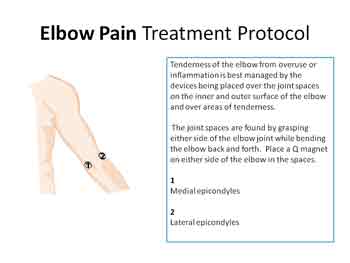 Elbow Pain Treatment Protocol
Tenderness of the elbow from overuse or
inflammation is best managed by the
devices being placed over the joint spaces
on the inner and outer surface of the elbow
and over areas of tenderness.
The joint spaces are found by grasping
either side of the elbow joint while bending
the elbow back and forth. Place a Q magnet
on either side of the elbow in the spaces.
1
Medial epicondyles
2
Lateral epicondyles
2
1